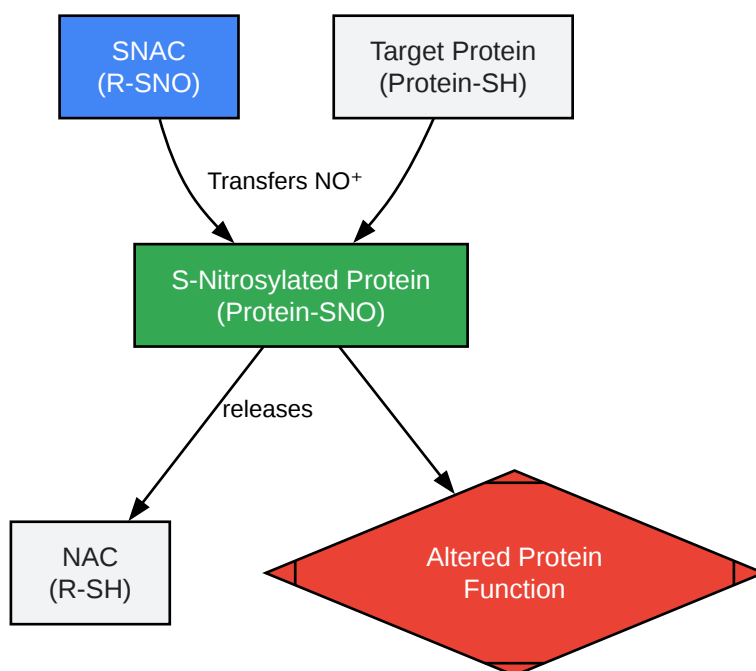 SNAC
(R-SNO)
Target Protein
(Protein-SH)
Transfers NO⁺
S-Nitrosylated Protein
(Protein-SNO)
releases
NAC
(R-SH)
Altered Protein
Function